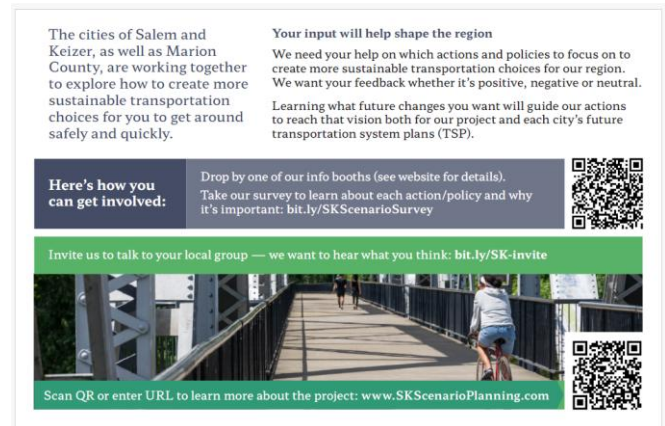 The cities of Salem and
Keizer, as well as Marion
County, are working together
to explore how to create more
sustainable transportation
choices for you to get around
safely and quickly.
Your input will help shape the region
We need your help on which actions and policies to focus on to
create more sustainable transportation choices for our region.
We want your feedback whether it's positive, negative or neutral.
Learning what future changes you want will guide our actions
to reach that vision both for our project and each city's future
transportation system plans (TSP).
Here's how you
can get involved:
Drop by one of our info booths (see website for details).
Take our survey to learn about each action/policy and why
it's important: bit.ly/SKScenarioSurvey
Invite us to talk to your local group — we want to hear what you think: bit.ly/SK-invite
Scan QR or enter URL to learn more about the project: www.SKScenarioPlanning.com